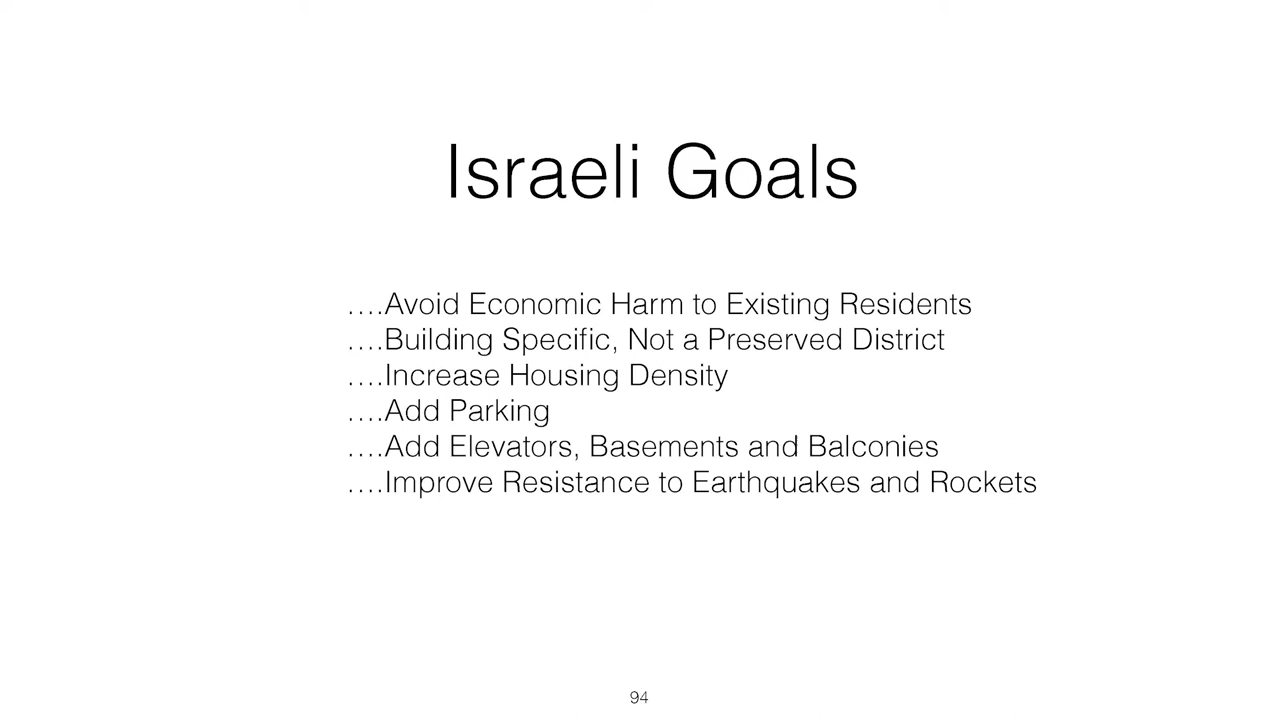 Israeli Goals
....Avoid Economic Harm to Existing Residents
....Building Specific, Not a Preserved District
....Increase Housing Density
....Add Parking
....Add Elevators, Basements and Balconies
....Improve Resistance to Earthquakes and Rockets
94